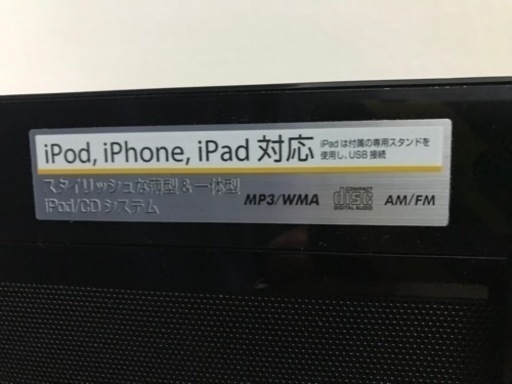 iPod, iPhone, iPad 対応
iPadは付属の専用スタンドを
使用し、USB接続
スタイリッシュな薄型&一体型
iPod/CDシステム
MP3/WMA
COMPACT
disc
DIGITAL AUDIO
AM/FM